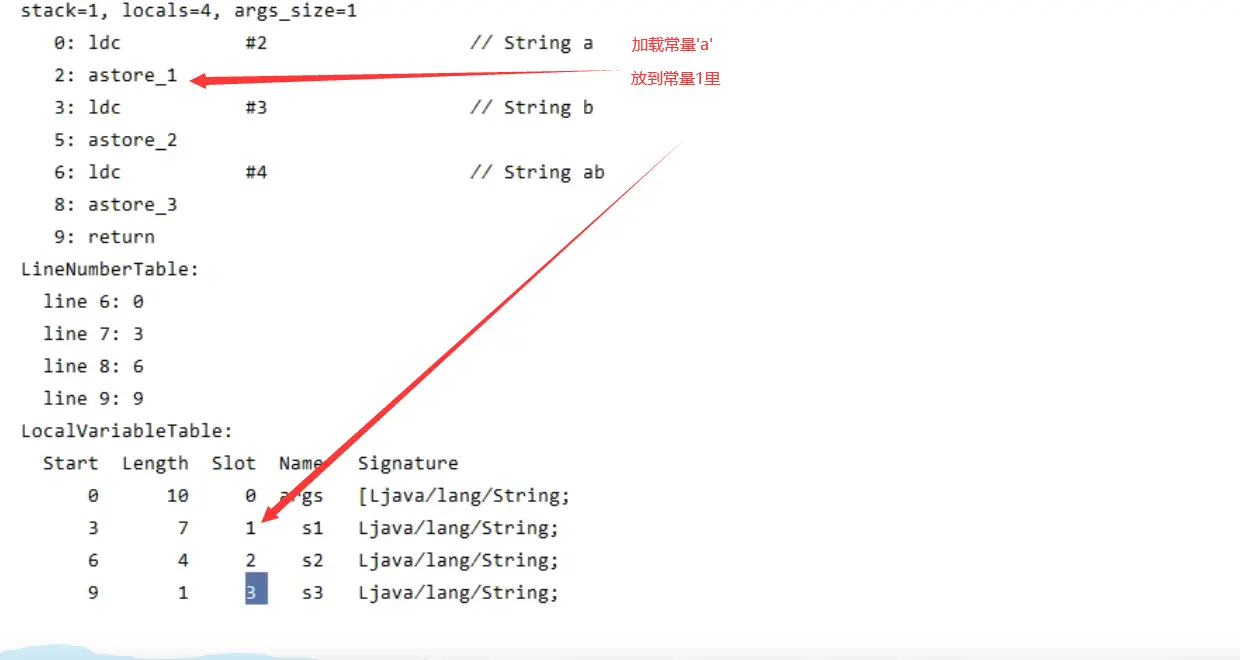 stack=1, locals=4, args_size=1
0: ldc #2 // String a 加载常量'a'
2: astore_1 放到常量1里
3: ldc #3 // String b
5: astore_2
6: ldc #4 // String ab
8: astore_3
9: return
LineNumberTable:
line 6: 0
line 7: 3
line 8: 6
line 9: 9
LocalVariableTable:
Start Length Slot Name Signature
0 10 0 args [Ljava/lang/String;
3 7 1 s1 Ljava/lang/String;
6 4 2 s2 Ljava/lang/String;
9 1 3 s3 Ljava/lang/String;